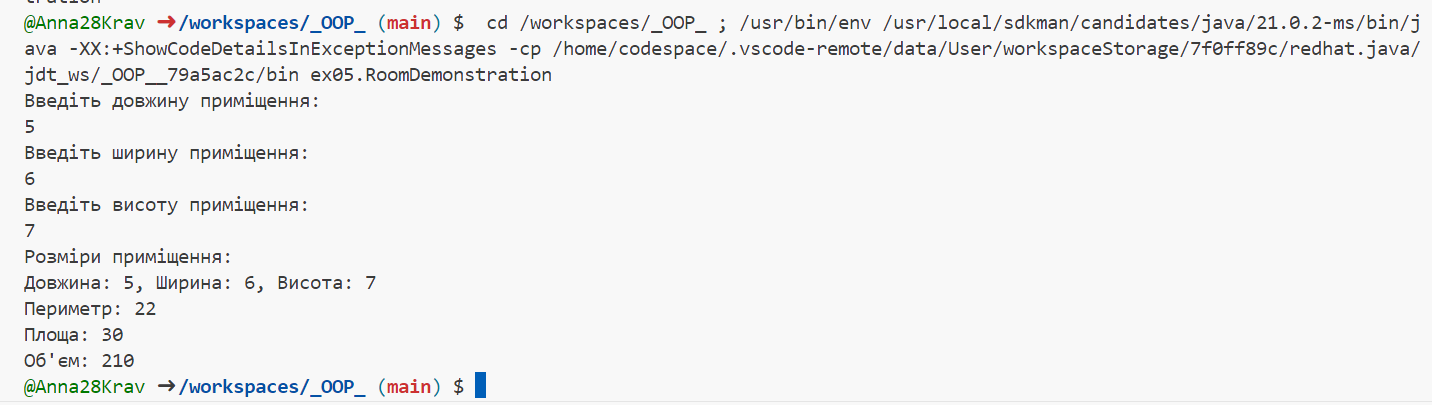 tration
@Anna28Krav ➜/workspaces/_OOP_ (main) $  cd /workspaces/_OOP_ ; /usr/bin/env /usr/local/sdkman/candidates/java/21.0.2-ms/bin/j
ava -XX:+ShowCodeDetailsInExceptionMessages -cp /home/codespace/.vscode-remote/data/User/workspaceStorage/7f0ff89c/redhat.java/
jdt_ws/_OOP__79a5ac2c/bin ex05.RoomDemonstration
Введіть довжину приміщення:
5
Введіть ширину приміщення:
6
Введіть висоту приміщення:
7
Розміри приміщення:
Довжина: 5, Ширина: 6, Висота: 7
Периметр: 22
Площа: 30
Об'єм: 210
@Anna28Krav ➜/workspaces/_OOP_ (main) $